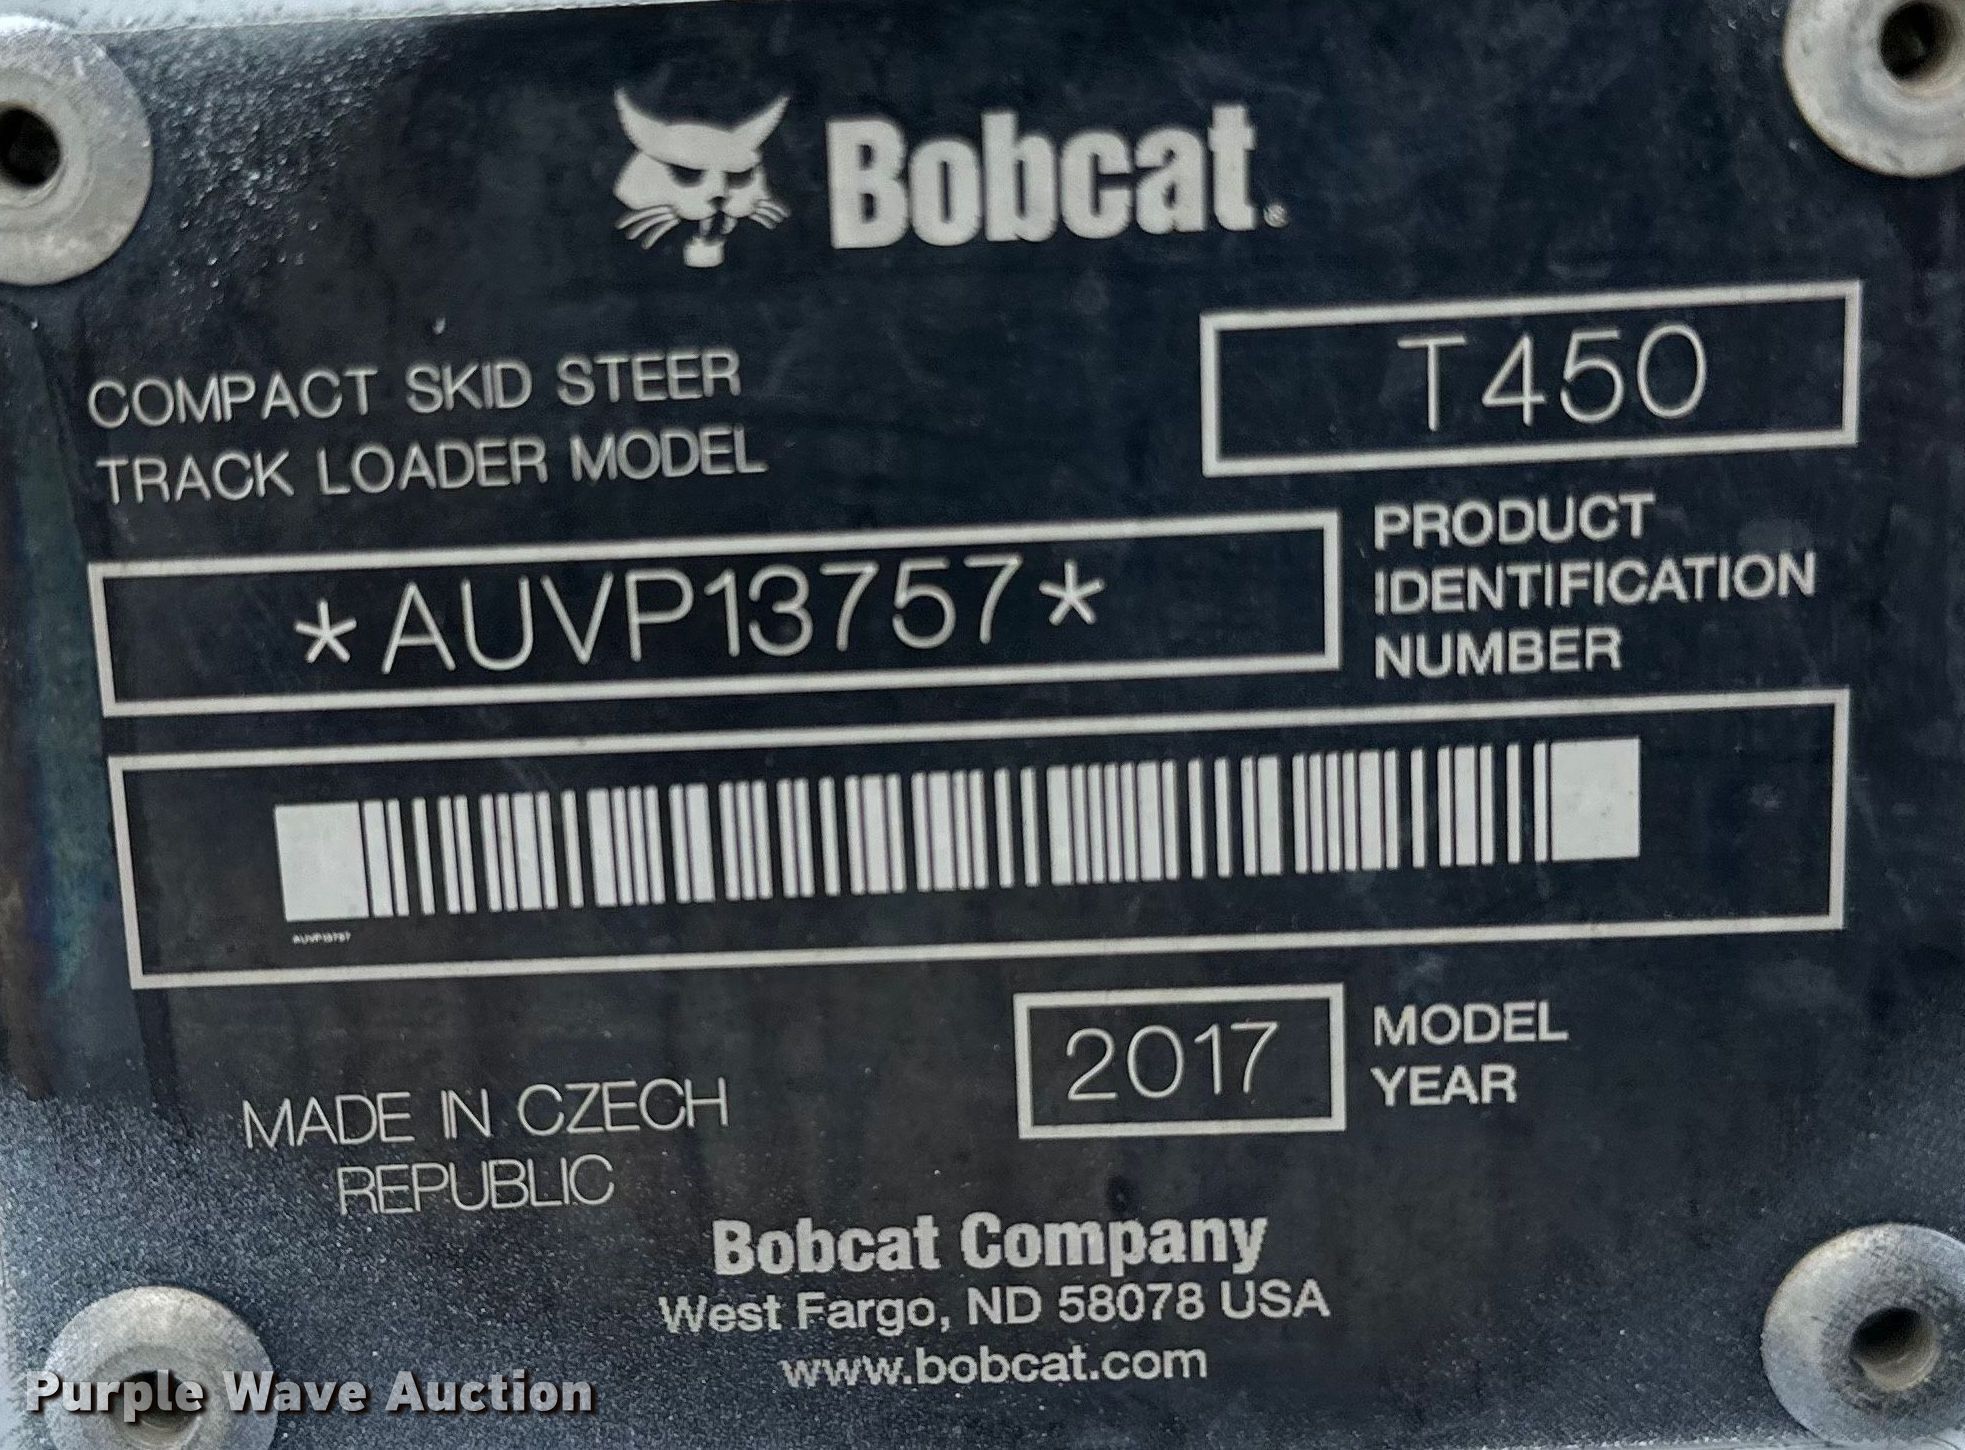 Bobcat®
COMPACT SKID STEER
TRACK LOADER MODEL
T450
*AUVP13757*
PRODUCT
IDENTIFICATION
NUMBER
AUVP13757
MADE IN CZECH
REPUBLIC
2017
MODEL
YEAR
Bobcat Company
West Fargo, ND 58078 USA
www.bobcat.com
Purple Wave Auction